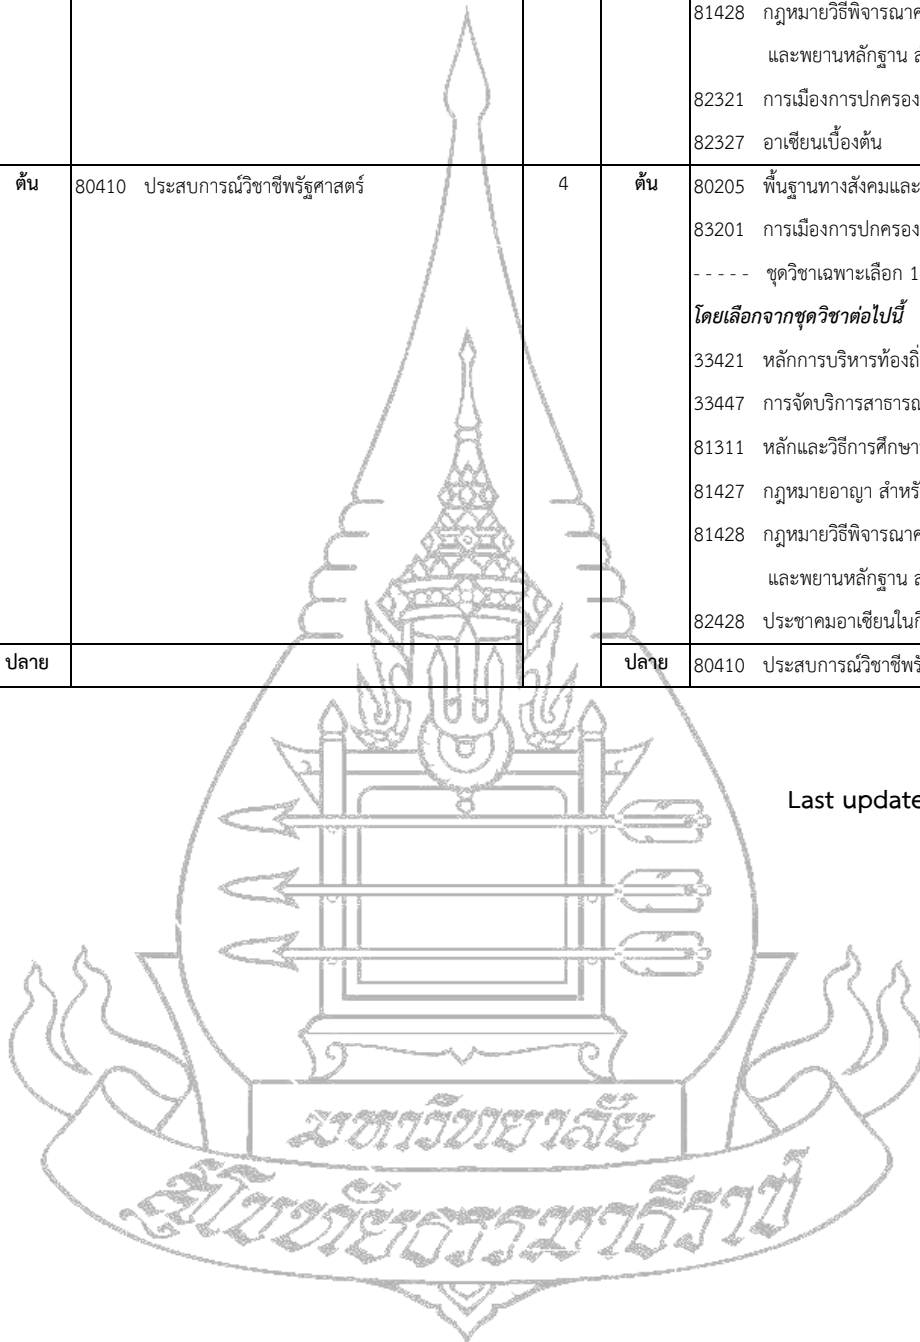 81428 กฎหมายวิธีพิจารณาค
และพยานหลักฐาน ส
82321 การเมืองการปกครอง
82327 อาเซียนเบื้องต้น
ต้น 80410 ประสบการณ์วิชาชีพรัฐศาสตร์ 4 ต้น 80205 พื้นฐานทางสังคมและ
83201 การเมืองการปกครอง
- - - - - ชุดวิชาเฉพาะเลือก 1
โดยเลือกจากชุดวิชาต่อไปนี้
33421 หลักการบริหารท้องถิ่
33447 การจัดบริการสาธารณ
81311 หลักและวิธีการศึกษา
81427 กฎหมายอาญา สำหรั
81428 กฎหมายวิธีพิจารณาค
และพยานหลักฐาน ส
82428 ประชาคมอาเซียนใน
ปลาย ปลาย 80410 ประสบการณ์วิชาชีพรั
Last update
มหาวิทยาลัย
สุโขทัยธรรมาธิราช